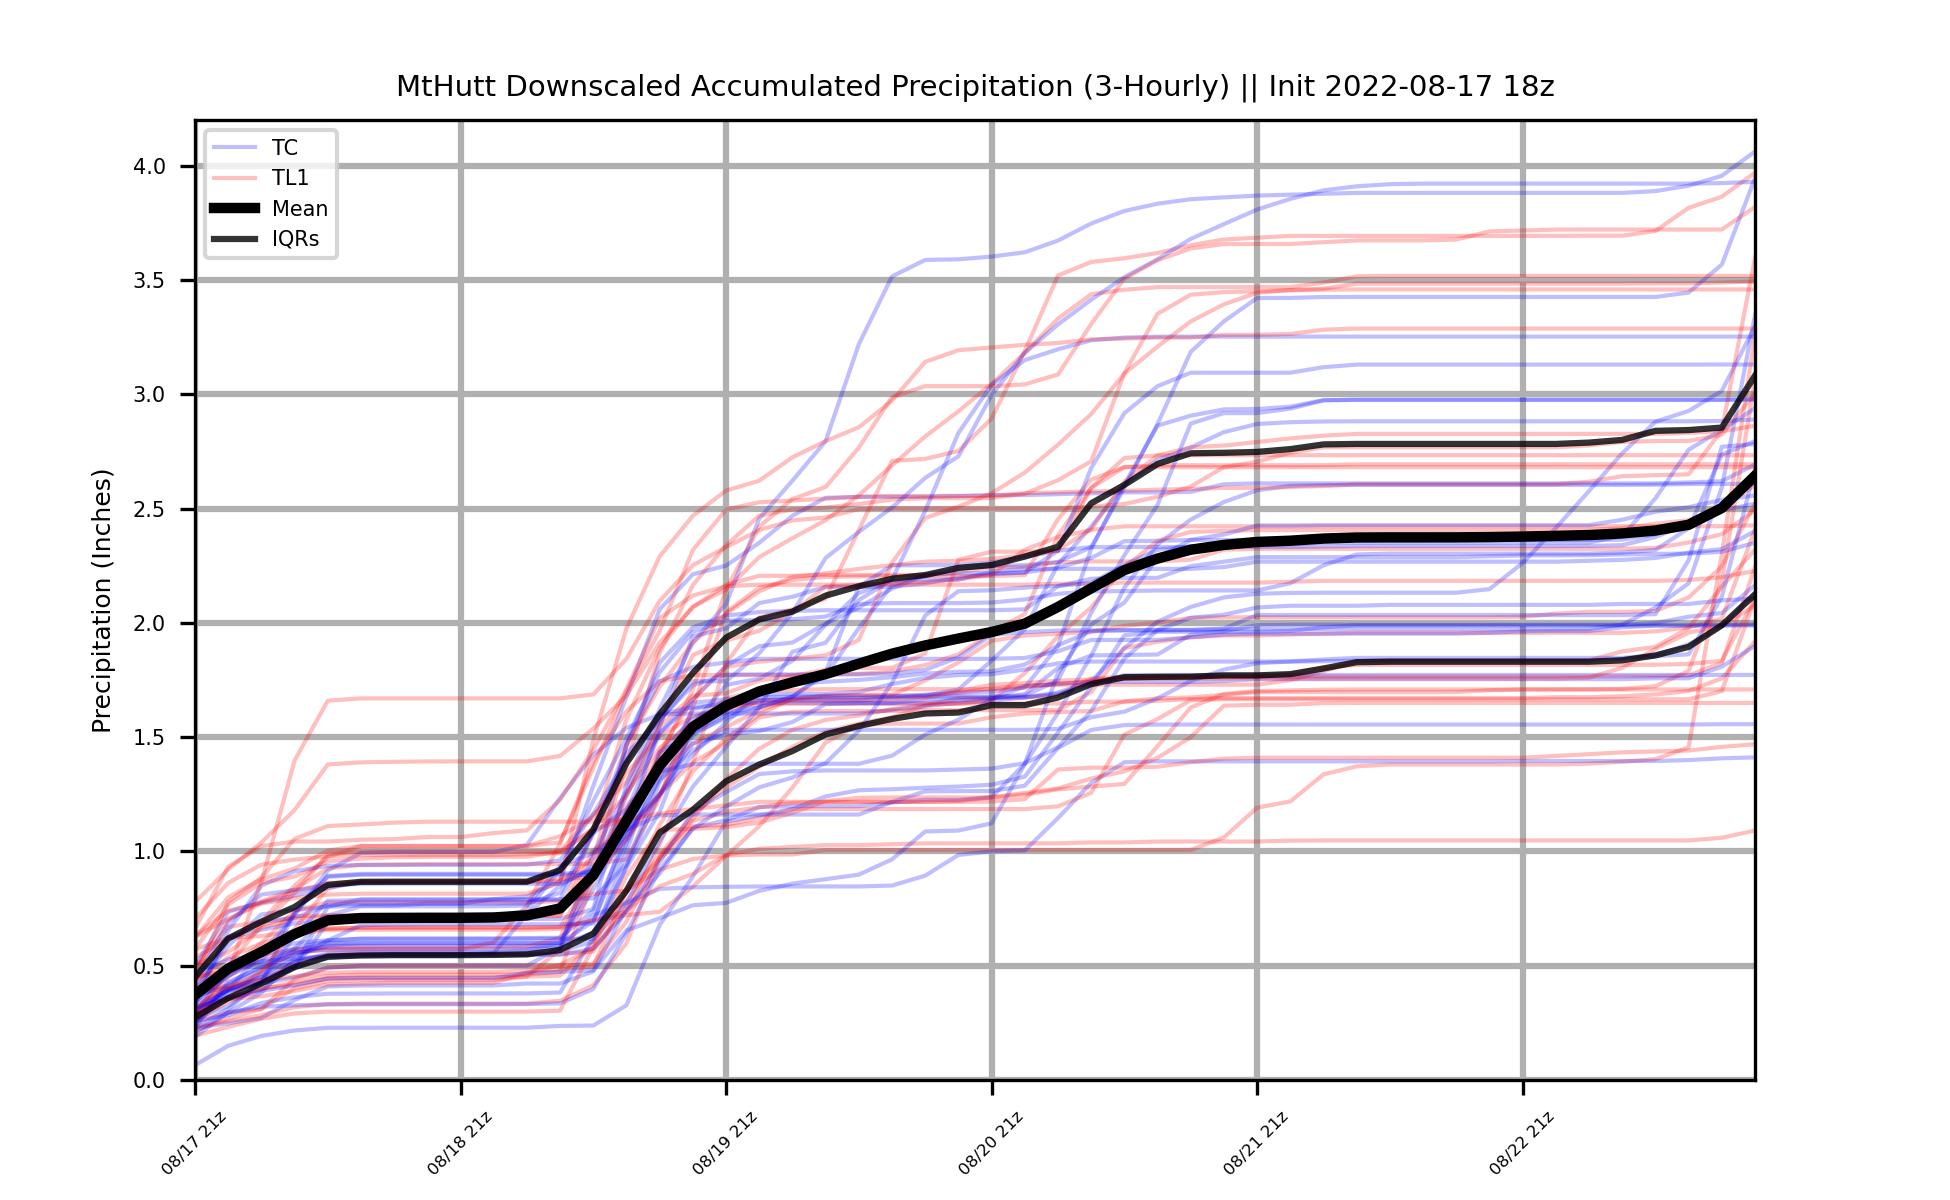 MtHutt Downscaled Accumulated Precipitation (3-Hourly) || Init 2022-08-17 18z
TC
TL1
Mean
IQRs
Precipitation (Inches)
4.0
3.5
3.0
2.5
2.0
1.5
1.0
0.5
0.0
08/17 21z
08/18 21z
08/19 21z
08/20 21z
08/21 21z
08/22 21z